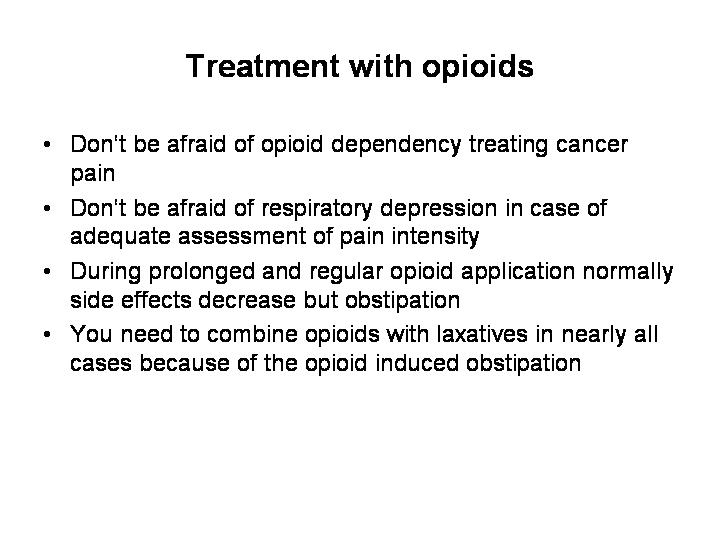 Treatment with opioids
• Don't be afraid of opioid dependency treating cancer
pain
• Don't be afraid of respiratory depression in case of
adequate assessment of pain intensity
• During prolonged and regular opioid application normally
side effects decrease but obstipation
• You need to combine opioids with laxatives in nearly all
cases because of the opioid induced obstipation